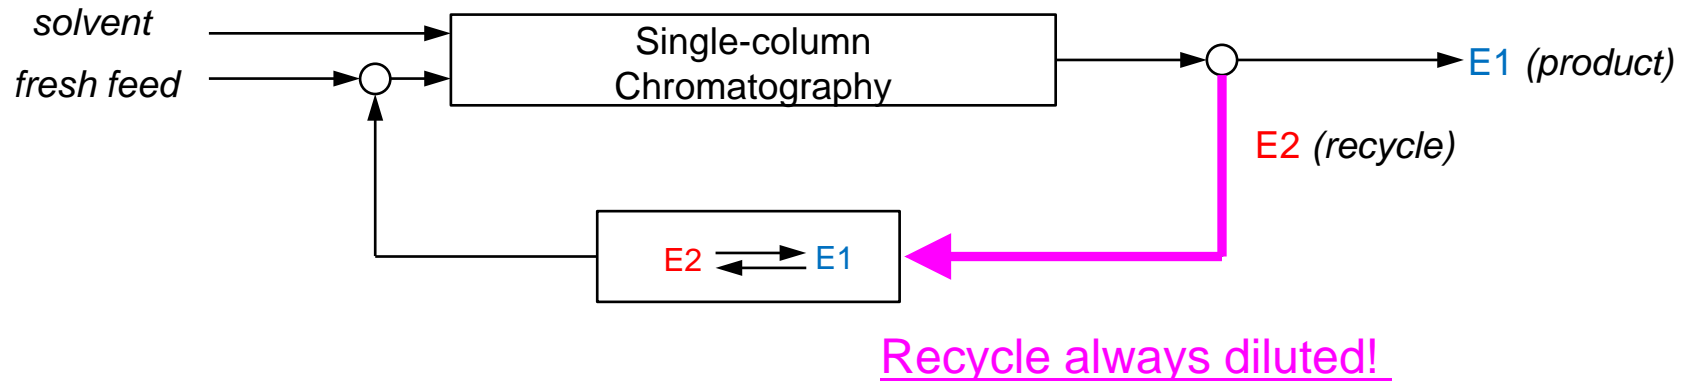 solvent
fresh feed
Single-column
Chromatography
E1 (product)
E2 (recycle)
E2
E1
Recycle always diluted!